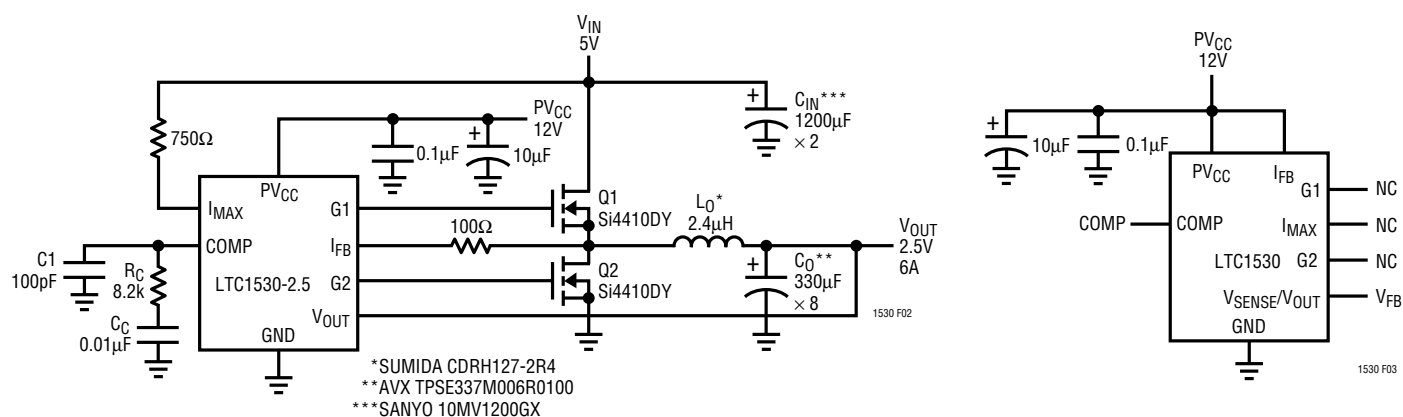 V_IN
5V
750Ω
PV_CC
12V
0.1µF
+
10µF
+
C_IN***
1200µF
× 2
PV_CC
I_MAX
G1
Q1
Si4410DY
COMP
I_FB
100Ω
L_O*
2.4µH
V_OUT
2.5V
6A
C1
100pF
R_C
8.2k
LTC1530-2.5
G2
Q2
Si4410DY
+
C_O**
330µF
× 8
C_C
0.01µF
V_OUT
GND
1530 F02
*SUMIDA CDRH127-2R4
**AVX TPSE337M006R0100
***SANYO 10MV1200GX
PV_CC
12V
+
10µF
0.1µF
PV_CC
I_FB
G1
NC
COMP
COMP
I_MAX
NC
LTC1530
G2
NC
V_SENSE/V_OUT
V_FB
GND
1530 F03